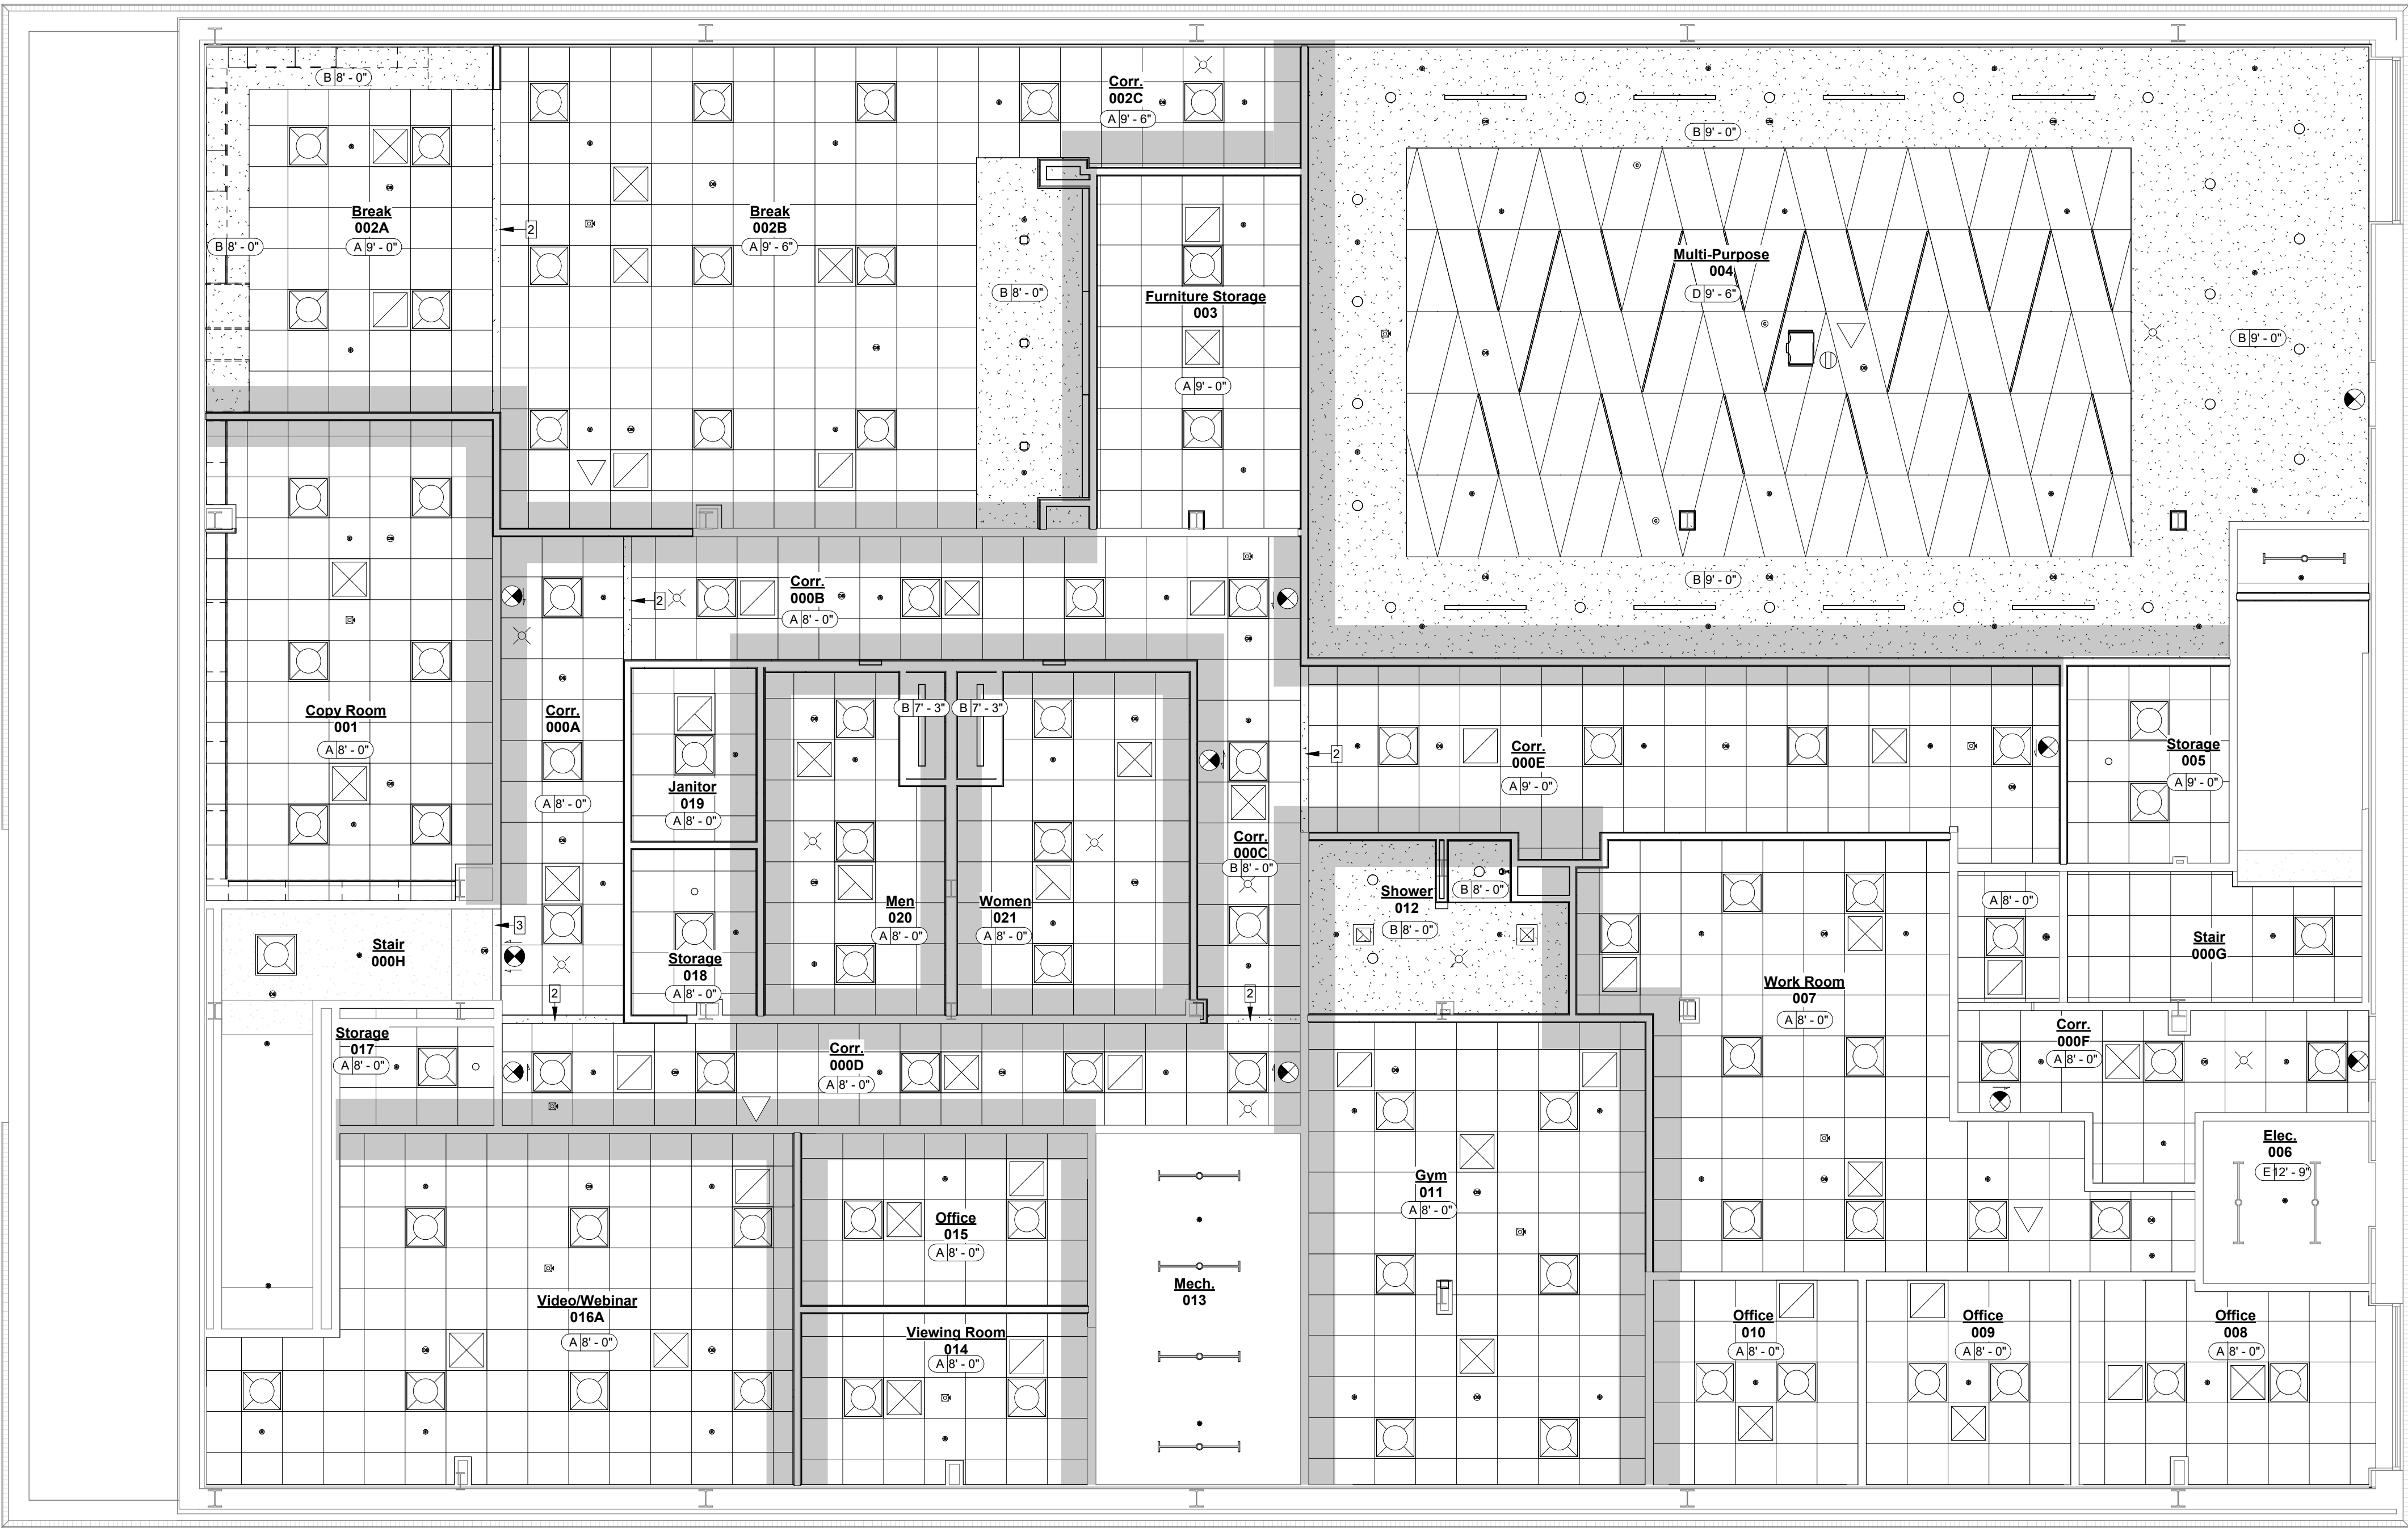 B 8' - 0"
Corr.
002C
A 9' - 6"
B 9' - 0"
Break
002A
B 8' - 0"
A 9' - 0"
2
Break
002B
A 9' - 6"
B 8' - 0"
Furniture Storage
003
A 9' - 0"
Multi-Purpose
004
D 9' - 6"
B 9' - 0"
B 9' - 0"
2
Corr.
000B
A 8' - 0"
Copy Room
001
A 8' - 0"
Corr.
000A
A 8' - 0"
Janitor
019
A 8' - 0"
B 7' - 3"
B 7' - 3"
2
Corr.
000E
A 9' - 0"
Storage
005
A 9' - 0"
Corr.
000C
B 8' - 0"
Stair
000H
3
Storage
018
A 8' - 0"
Men
020
A 8' - 0"
Women
021
A 8' - 0"
Shower
012
B 8' - 0"
B 8' - 0"
A 8' - 0"
Stair
000G
Work Room
007
A 8' - 0"
2
2
Storage
017
A 8' - 0"
Corr.
000D
A 8' - 0"
Corr.
000F
A 8' - 0"
Elec.
006
E 12' - 9"
Gym
011
A 8' - 0"
Office
015
A 8' - 0"
Mech.
013
Video/Webinar
016A
A 8' - 0"
Viewing Room
014
A 8' - 0"
Office
010
A 8' - 0"
Office
009
A 8' - 0"
Office
008
A 8' - 0"